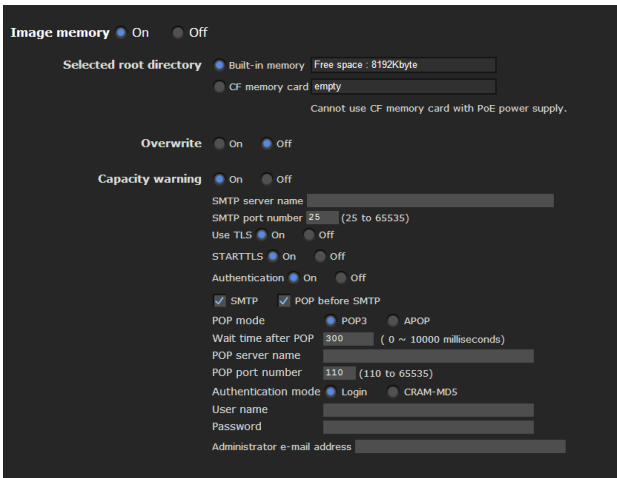 Image memory On Off
Selected root directory Built-in memory Free space : 8192Kbyte
CF memory card empty
Cannot use CF memory card with PoE power supply.
Overwrite On Off
Capacity warning On Off
SMTP server name
SMTP port number 25 (25 to 65535)
Use TLS On Off
STARTTLS On Off
Authentication On Off
SMTP POP before SMTP
POP mode POP3 APOP
Wait time after POP 300 ( 0 ~ 10000 milliseconds)
POP server name
POP port number 110 (110 to 65535)
Authentication mode Login CRAM-MD5
User name
Password
Administrator e-mail address